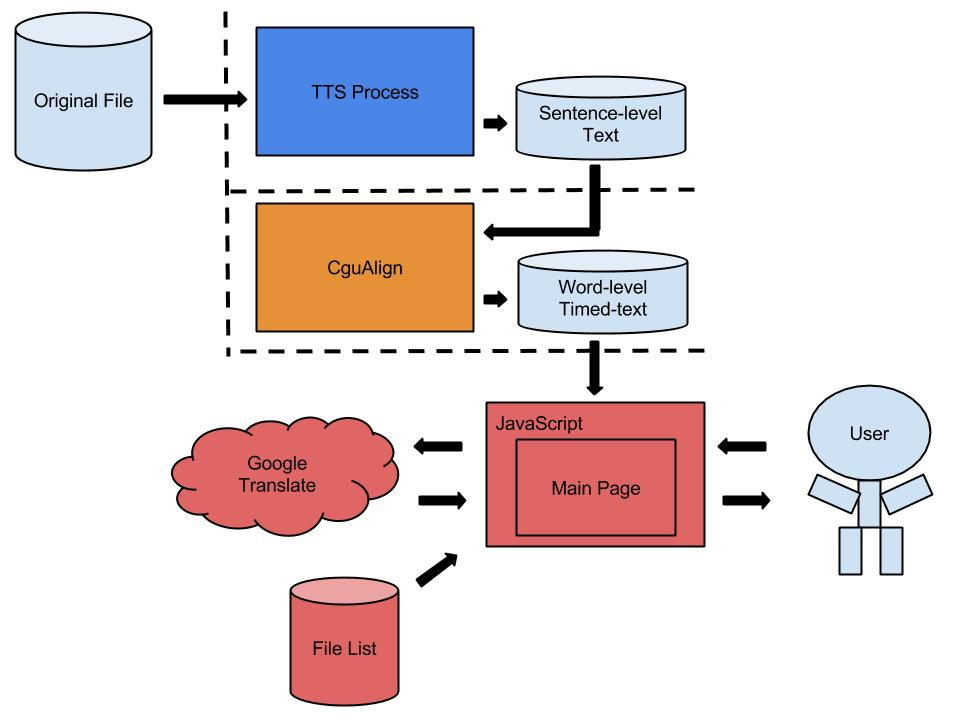 Original File
TTS Process
Sentence-level
Text
CguAlign
Word-level
Timed-text
JavaScript
Main Page
Google
Translate
User
File List